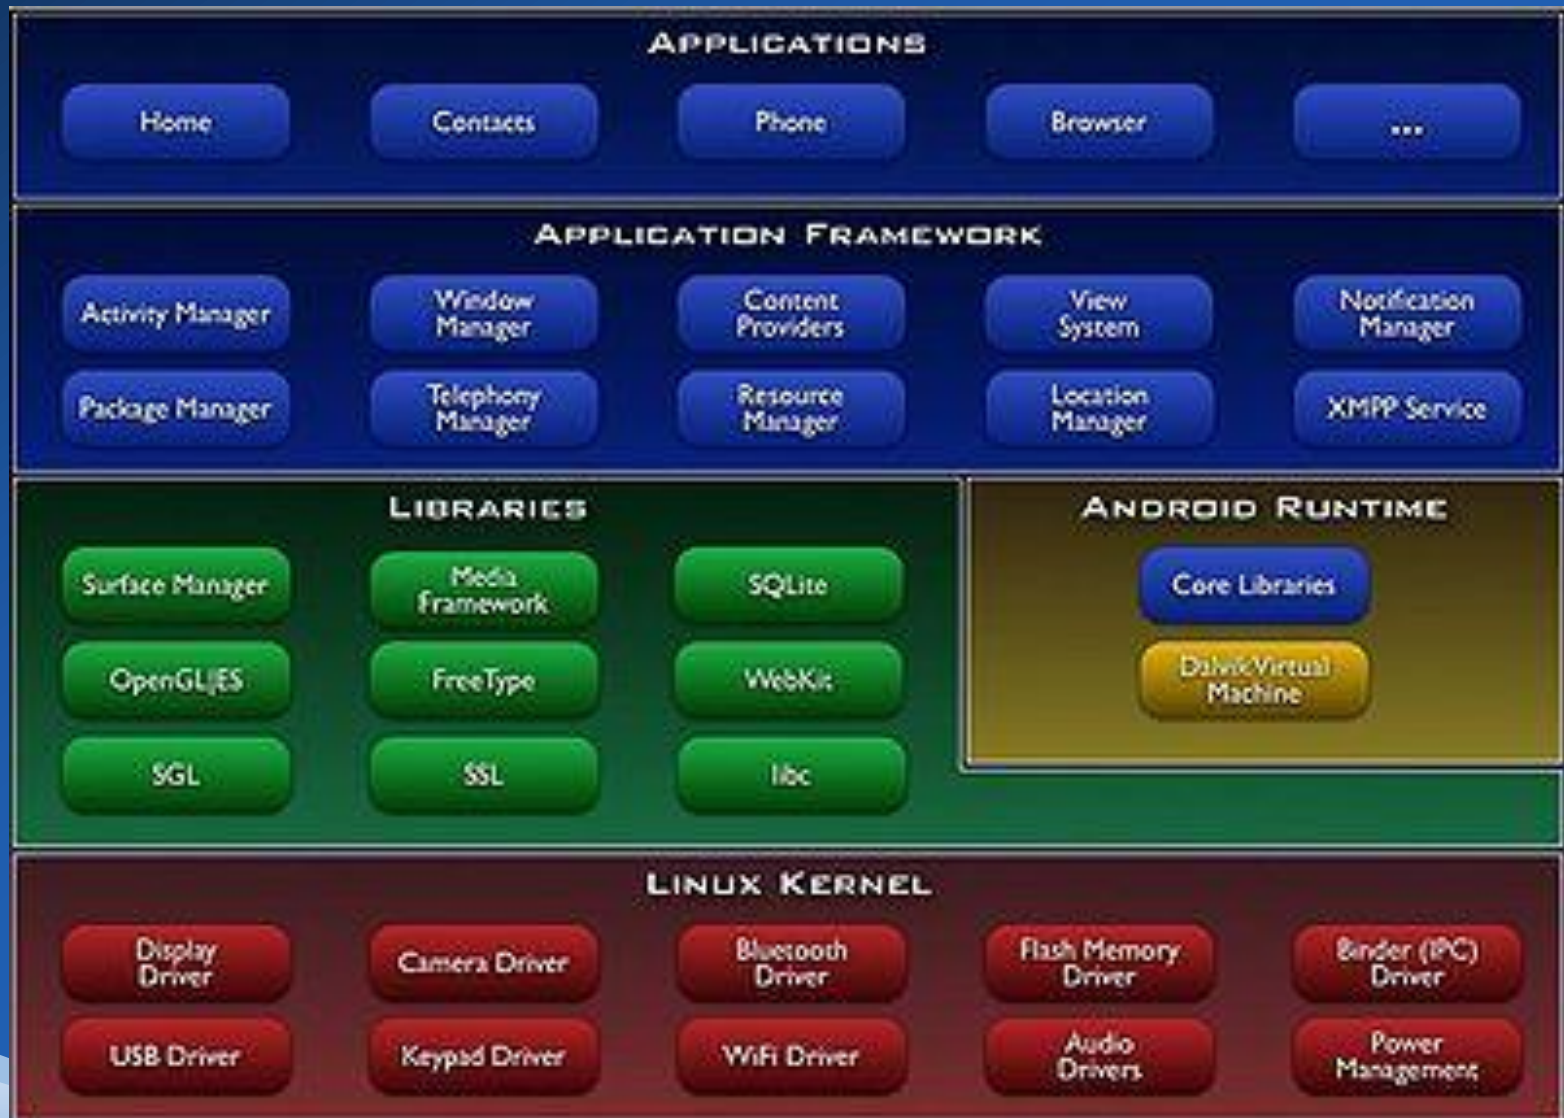 APPLICATIONS
Home
Contacts
Phone
Browser
...
APPLICATION FRAMEWORK
Activity Manager
Window
Manager
Content
Providers
View
System
Notification
Manager
Package Manager
Telephony
Manager
Resource
Manager
Location
Manager
XMPP Service
LIBRARIES
Surface Manager
Media
Framework
SQLite
OpenGL|ES
FreeType
WebKit
SGL
SSL
libc
ANDROID RUNTIME
Core Libraries
Dalvik Virtual
Machine
LINUX KERNEL
Display
Driver
Camera Driver
Bluetooth
Driver
Flash Memory
Driver
Binder (IPC)
Driver
USB Driver
Keypad Driver
WiFi Driver
Audio
Drivers
Power
Management